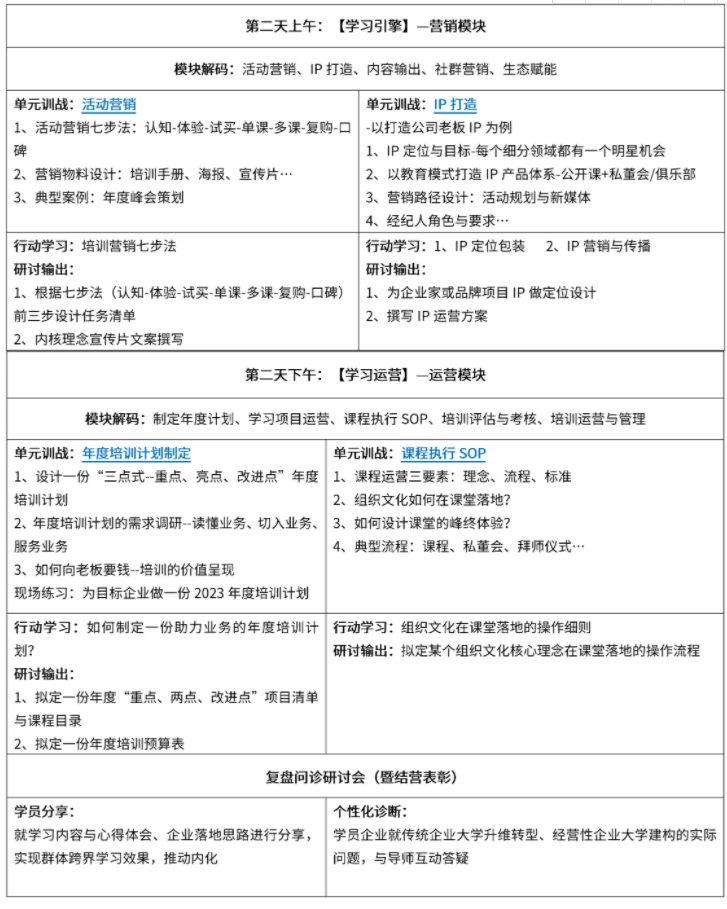 第二天上午：【学习引擎】—营销模块
模块解码：活动营销、IP 打造、内容输出、社群营销、生态赋能
单元训战：活动营销
1、活动营销七步法：认知-体验-试买-单课-多课-复购-口
碑
2、营销物料设计：培训手册、海报、宣传片…
3、典型案例：年度峰会策划
单元训战：IP 打造
-以打造公司老板 IP 为例
1、IP 定位与目标-每个细分领域都有一个明星机会
2、以教育模式打造 IP 产品体系-公开课+私董会/俱乐部
3、营销路径设计：活动规划与新媒体
4、经纪人角色与要求…
行动学习：培训营销七步法
研讨输出：
1、根据七步法（认知-体验-试买-单课-多课-复购-口碑）
前三步设计任务清单
2、内核理念宣传片文案撰写
行动学习：1、IP 定位包装 2、IP 营销与传播
研讨输出：
1、为企业家或品牌项目 IP 做定位设计
2、撰写 IP 运营方案
第二天下午：【学习运营】—运营模块
模块解码：制定年度计划、学习项目运营、课程执行 SOP、培训评估与考核、培训运营与管理
单元训战：年度培训计划制定
1、设计一份“三点式--重点、亮点、改进点”年度
培训计划
2、年度培训计划的需求调研--读懂业务、切入业务、
服务业务
3、如何向老板要钱--培训的价值呈现
现场练习：为目标企业做一份 2023 年度培训计划
单元训战：课程执行 SOP
1、课程运营三要素：理念、流程、标准
2、组织文化如何在课堂落地？
3、如何设计课堂的峰终体验？
4、典型流程：课程、私董会、拜师仪式…
行动学习：如何制定一份助力业务的年度培训计
划？
研讨输出：
1、拟定一份年度“重点、两点、改进点”项目清单
与课程目录
2、拟定一份年度培训预算表
行动学习：组织文化在课堂落地的操作细则
研讨输出：拟定某个组织文化核心理念在课堂落地的操作流程
复盘问诊研讨会（暨结营表彰）
学员分享：
就学习内容与心得体会、企业落地思路进行分享，
实现群体跨界学习效果，推动内化
个性化诊断：
学员企业就传统企业大学升维转型、经营性企业大学建构的实际
问题，与导师互动答疑